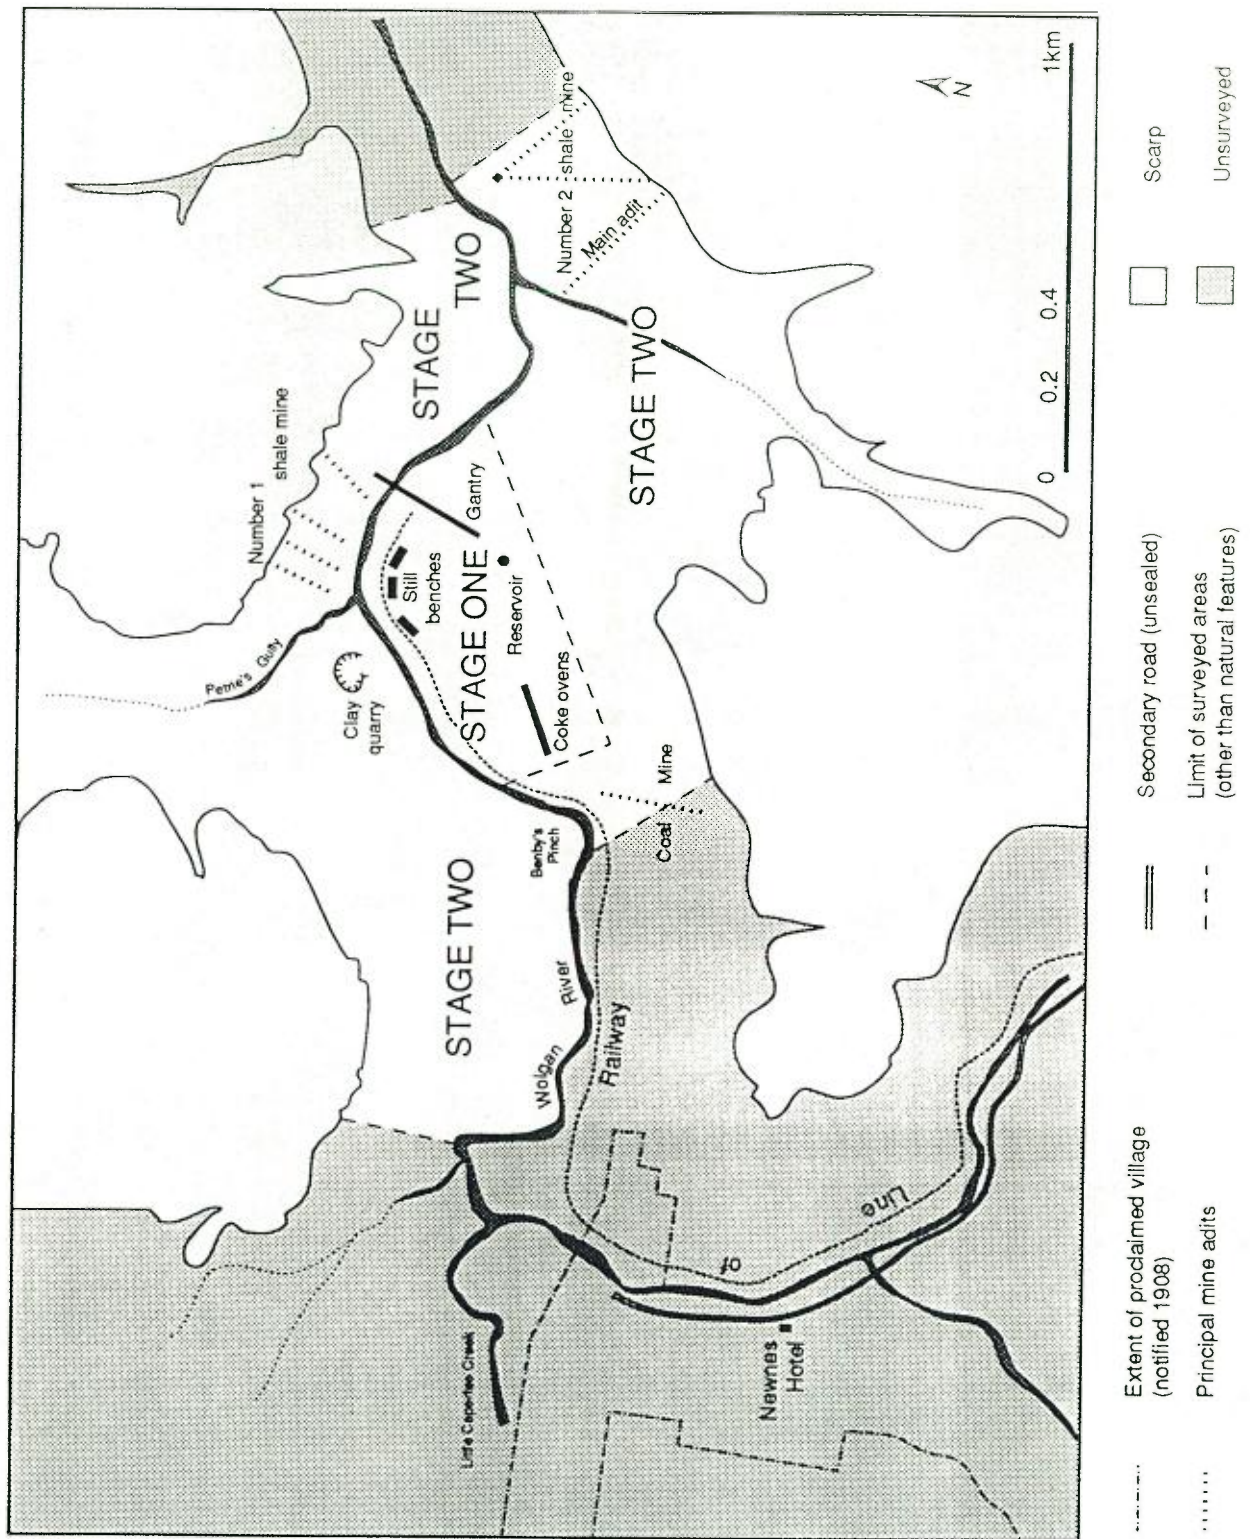 STAGE TWO
STAGE
TWO
STAGE TWO
STAGE ONE
Number 1
shale mine
Number 2 shale mine
Main adit
Petrie's Gully
Clay
quarry
Still
benches
Gantry
Reservoir
Coke ovens
Coal Mine
Benby's
Pinch
Wolgan River
Line of Railway
Little Capertee Creek
Newnes
Hotel
N
0 0.2 0.4 1km
Extent of proclaimed village
(notified 1908)
Principal mine adits
Secondary road (unsealed)
Limit of surveyed areas
(other than natural features)
Scarp
Unsurveyed